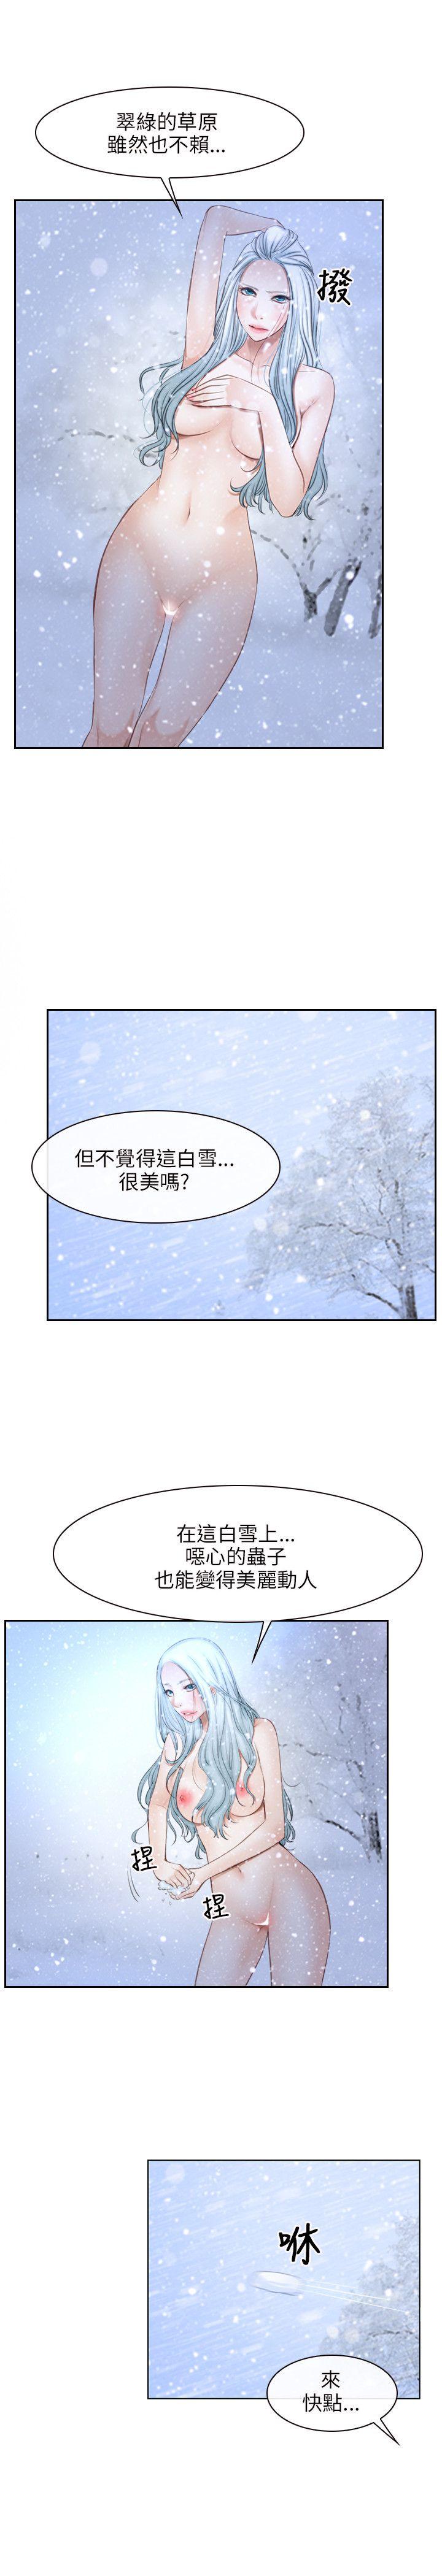 翠綠的草原
雖然也不賴...
撥
但不覺得這白雪...
很美嗎?
在這白雪上...
噁心的蟲子
也能變得美麗動人
捏
捏
咻
來
快點...